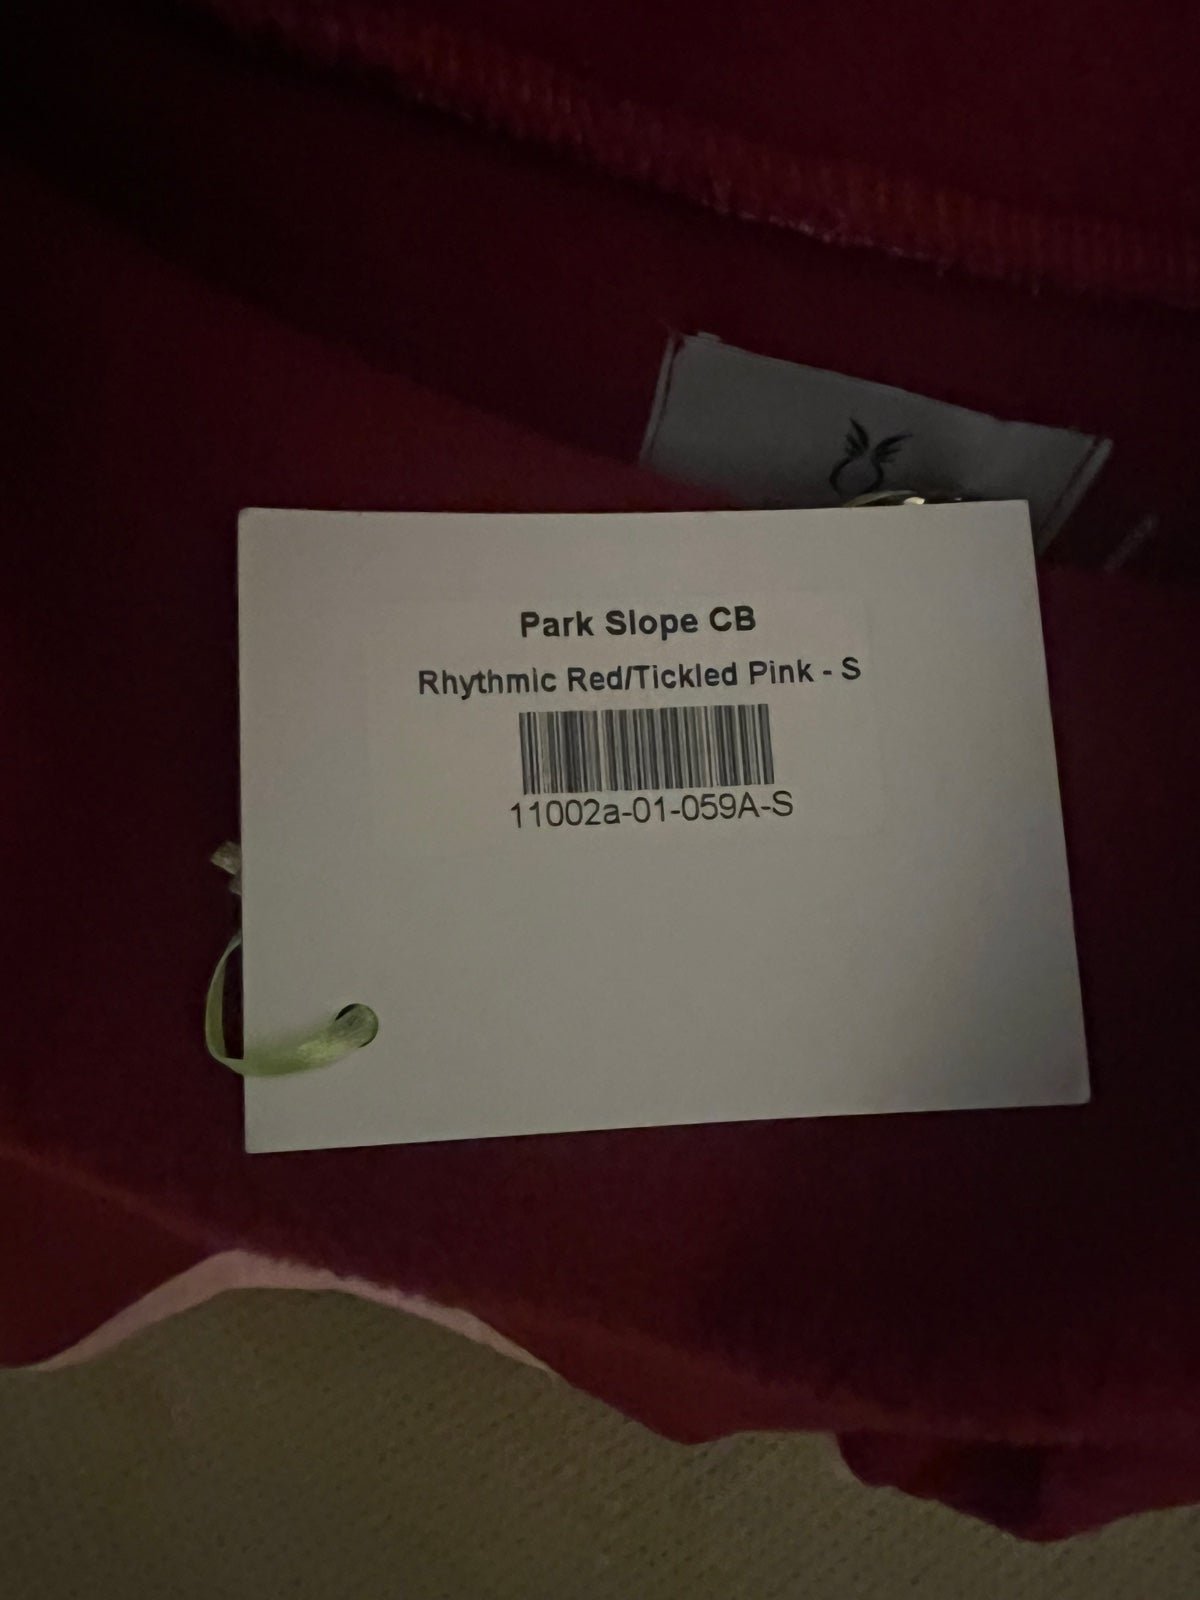 Park Slope CB
Rhythmic Red/Tickled Pink - S
11002a-01-059A-S